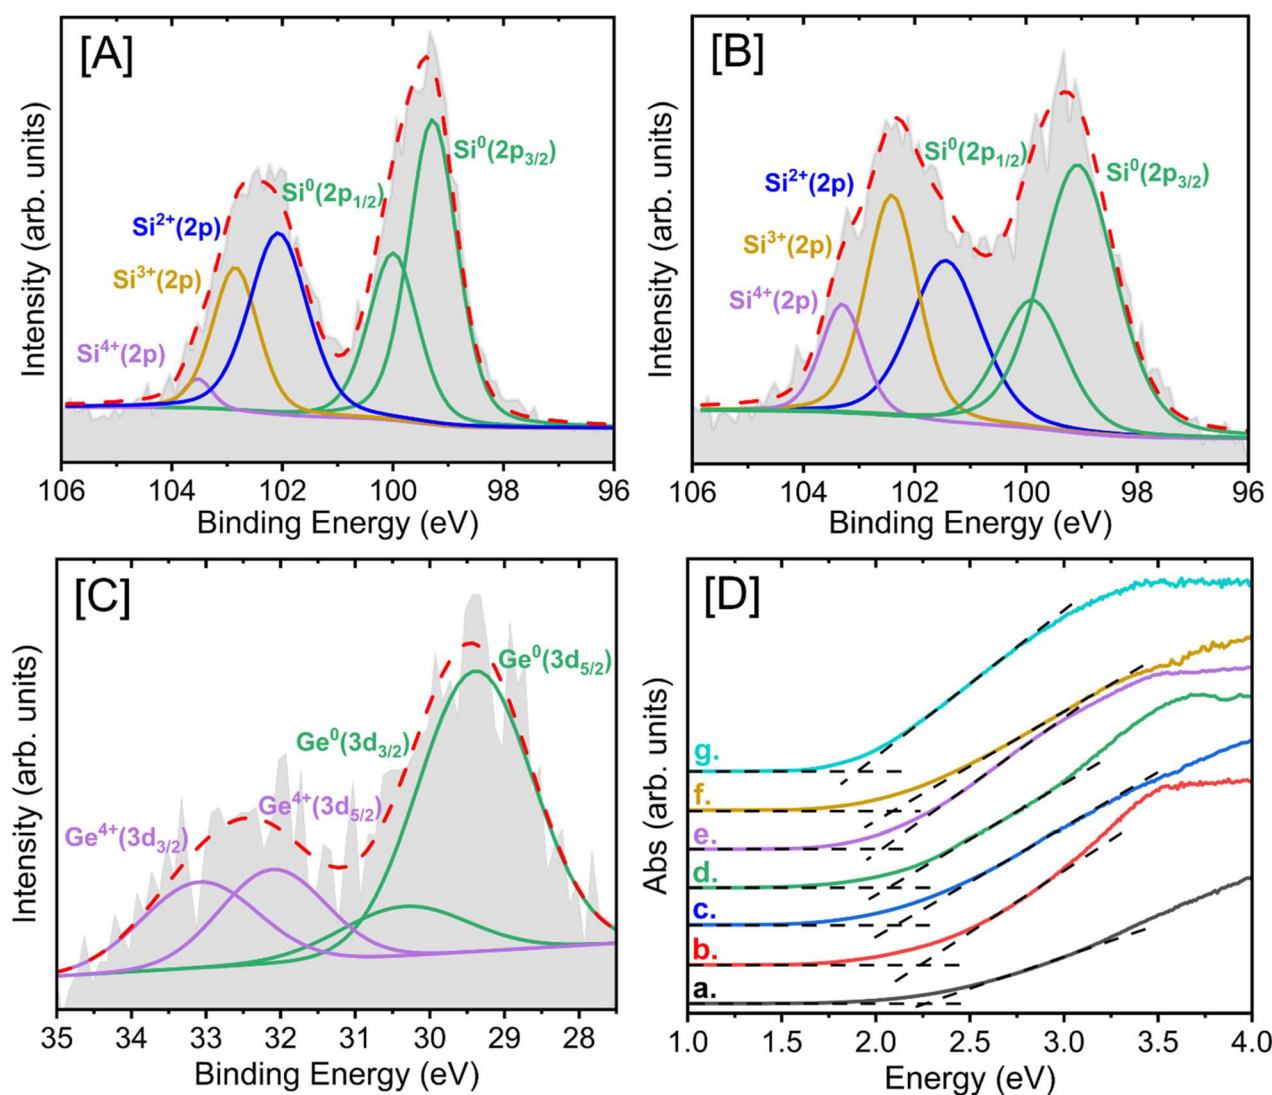 [A]
Si⁰(2p₃/₂)
Si⁰(2p₁/₂)
Si²⁺(2p)
Si³⁺(2p)
Si⁴⁺(2p)
Intensity (arb. units)
106 104 102 100 98 96
Binding Energy (eV)
[B]
Si⁰(2p₁/₂)
Si⁰(2p₃/₂)
Si²⁺(2p)
Si³⁺(2p)
Si⁴⁺(2p)
Intensity (arb. units)
106 104 102 100 98 96
Binding Energy (eV)
[C]
Ge⁰(3d₅/₂)
Ge⁰(3d₃/₂)
Ge⁴⁺(3d₅/₂)
Ge⁴⁺(3d₃/₂)
Intensity (arb. units)
35 34 33 32 31 30 29 28
Binding Energy (eV)
[D]
g.
f.
e.
d.
c.
b.
a.
Abs (arb. units)
1.0 1.5 2.0 2.5 3.0 3.5 4.0
Energy (eV)